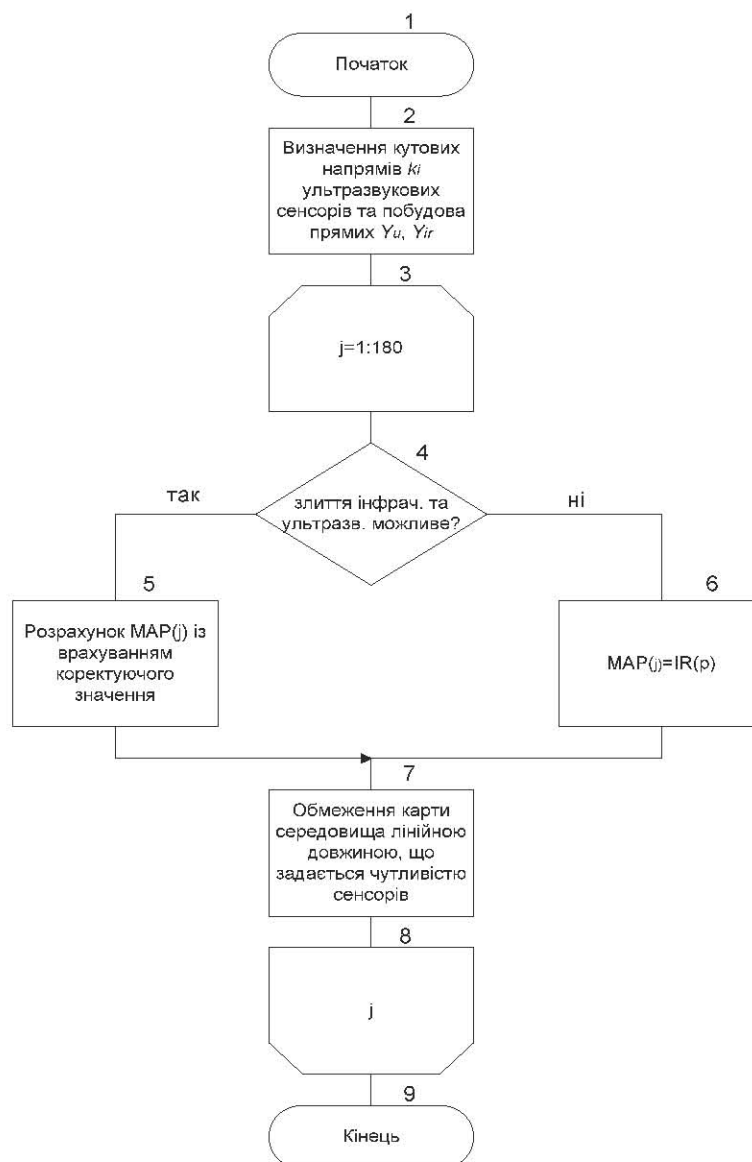 1
Початок
2
Визначення кутових
напрямів ki
ультразвукових
сенсорів та побудова
прямих Yu, Yir
3
j=1:180
4
злиття інфрач. та
ультразв. можливе?
так
ні
5
Розрахунок MAP(j) із
врахуванням
коректуючого
значення
6
MAP(j)=IR(p)
7
Обмеження карти
середовища лінійною
довжиною, що
задається чутливістю
сенсорів
8
j
9
Кінець